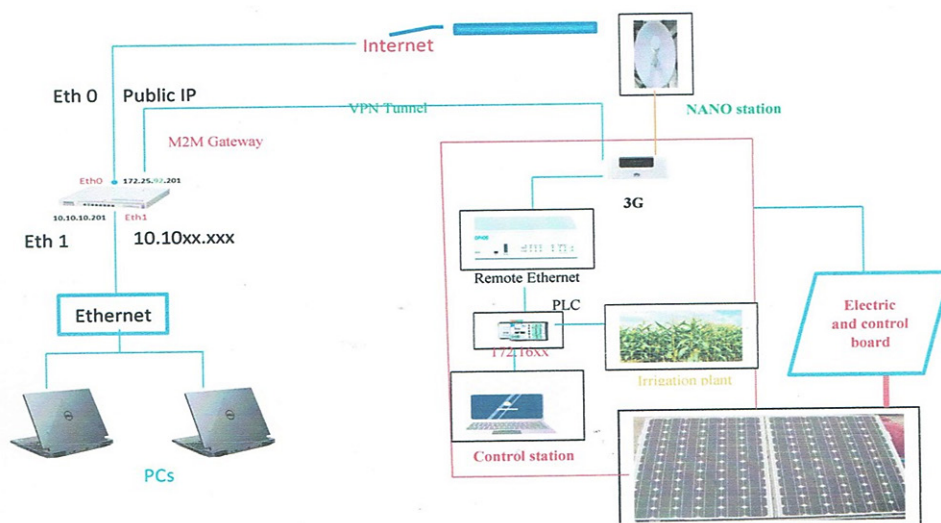 Internet
Eth 0
Public IP
VPN Tunnel
NANO station
M2M Gateway
Eth0
172.25.92.201
3G
10.10.10.201
Eth1
Eth 1
10.10xx.xxx
Remote Ethernet
PLC
172.16xx
Ethernet
Electric
and control
board
Irrigation plant
Control station
PCs